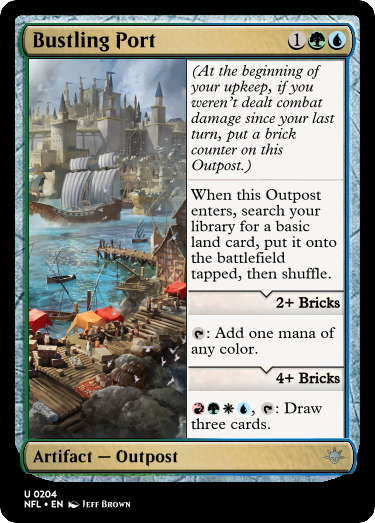 Bustling Port 1
(At the beginning of
your upkeep, if you
weren't dealt combat
damage since your last
turn, put a brick
counter on this
Outpost.)
When this Outpost
enters, search your
library for a basic
land card, put it onto
the battlefield
tapped, then shuffle.
2+ Bricks
: Add one mana of
any color.
4+ Bricks
, : Draw
three cards.
Artifact — Outpost
U 0204
NFL • EN Jeff Brown